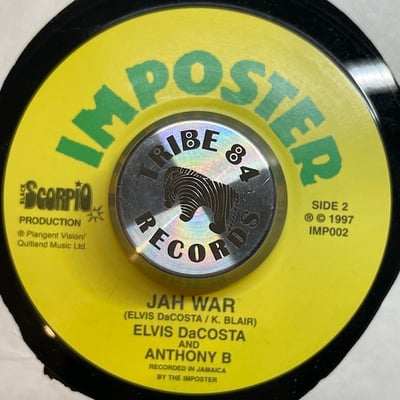 IMPOSTER
TRIBE 84
RECORDS
BLACK
SCORPIO
PRODUCTION
℗ Plangent Vision/
Quitland Music Ltd.
SIDE 2
℗ © 1997
IMP002
JAH WAR
(ELVIS DaCOSTA / K. BLAIR)
ELVIS DaCOSTA
AND
ANTHONY B
RECORDED IN JAMAICA
BY THE IMPOSTER